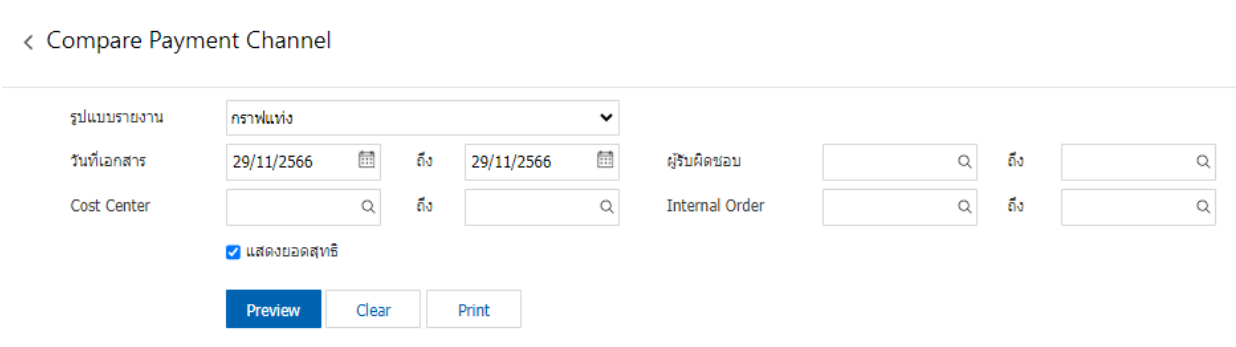 Compare Payment Channel
รูปแบบรายงาน กราฟแท่ง
วันที่เอกสาร 29/11/2566 ถึง 29/11/2566 ผู้รับผิดชอบ ถึง
Cost Center ถึง Internal Order ถึง
แสดงยอดสุทธิ
Preview Clear Print